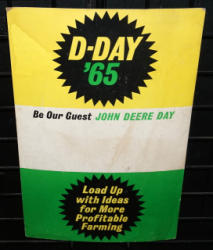 D-DAY
'65
Be Our Guest JOHN DEERE DAY
Load Up
with Ideas
for More
Profitable
Farming